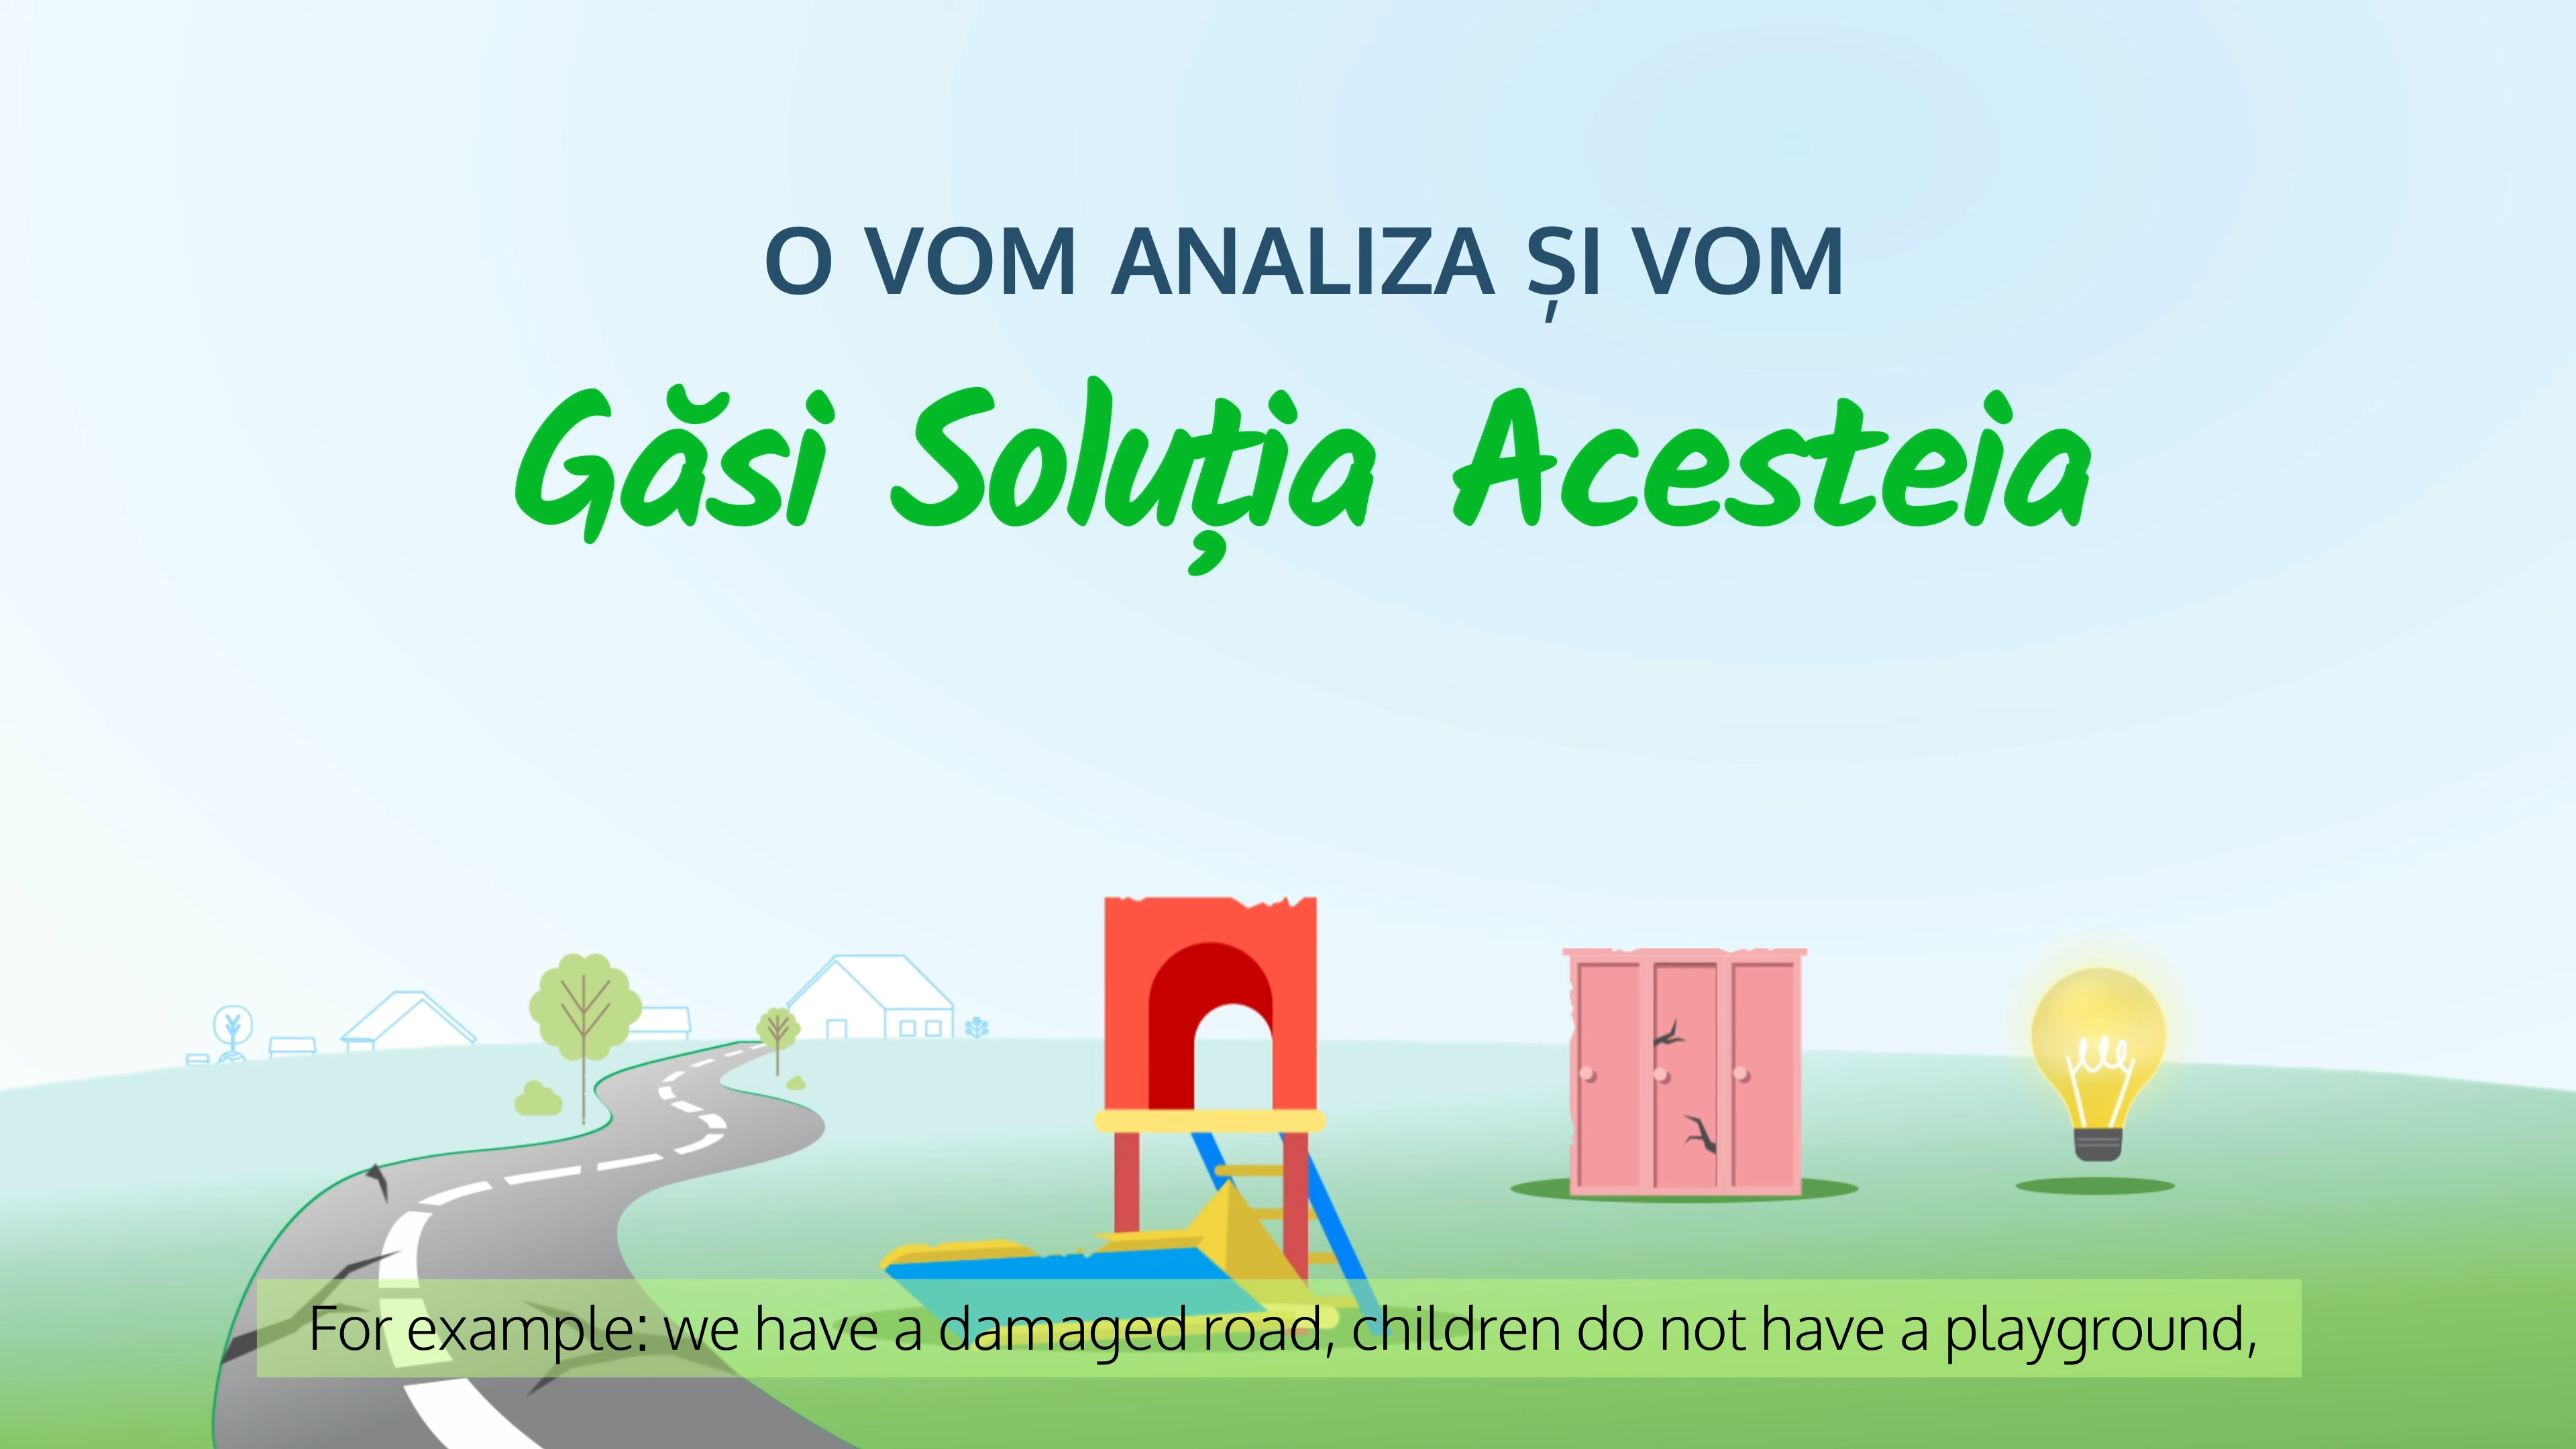 O VOM ANALIZA ȘI VOM
Găsi Soluția Acesteia
For example: we have a damaged road, children do not have a playground,